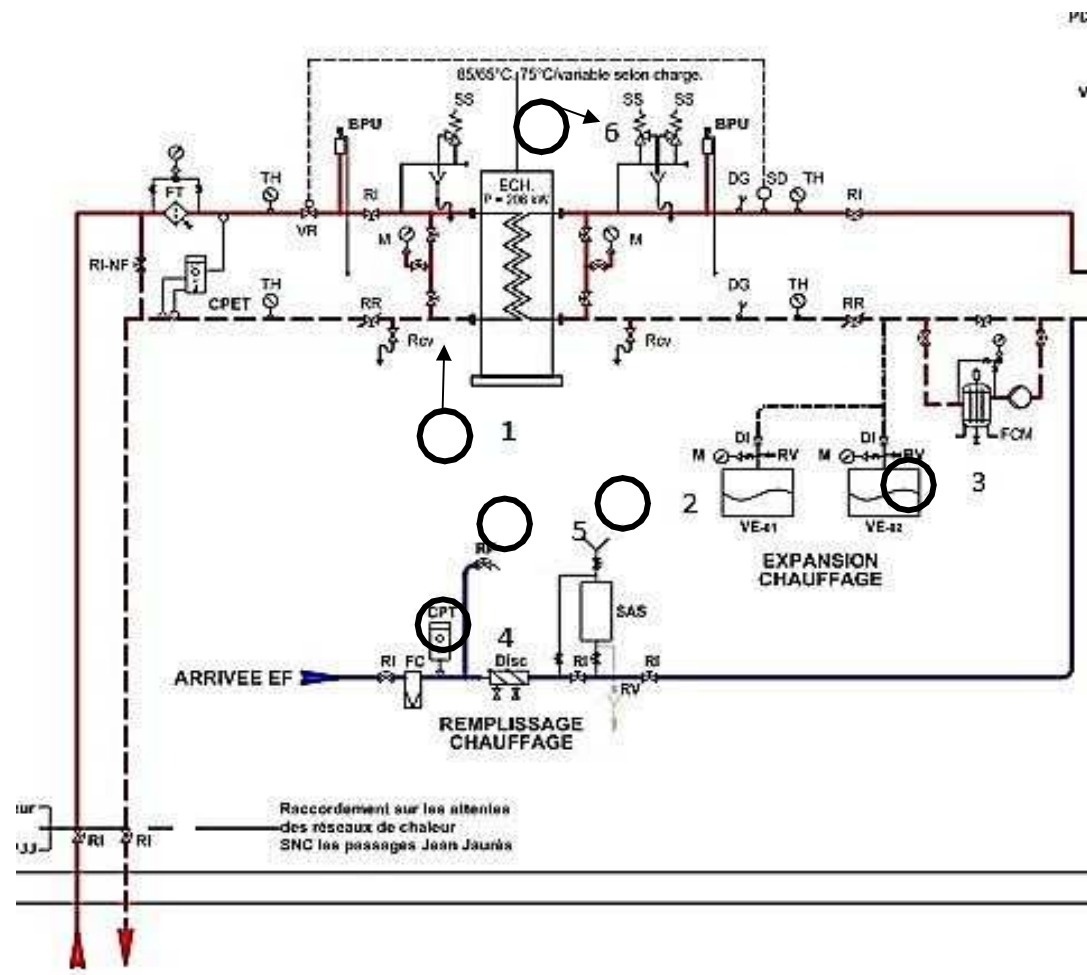 PD
V
85/65°C 75°C/variable selon charge.
SS
SS SS
6
BPU
BPU
ECH.
P = 206 kW
FT
TH
RI
VR
M
M
DG SD TH
RI
RI-NF
CPET
TH
RR
Rcv
Rcv
DG
TH
RR
1
FCM
DI
DI
M
RV
M
RV
2
3
VE-01
VE-02
EXPANSION
CHAUFFAGE
5
CPT
4
SAS
RI FC
Disc
RI
RI
ARRIVEE EF
RV
REMPLISSAGE
CHAUFFAGE
eur
RI
RI
JJ
Raccordement sur les attentes
des réseaux de chaleur
SNC les passages Jean Jaurès